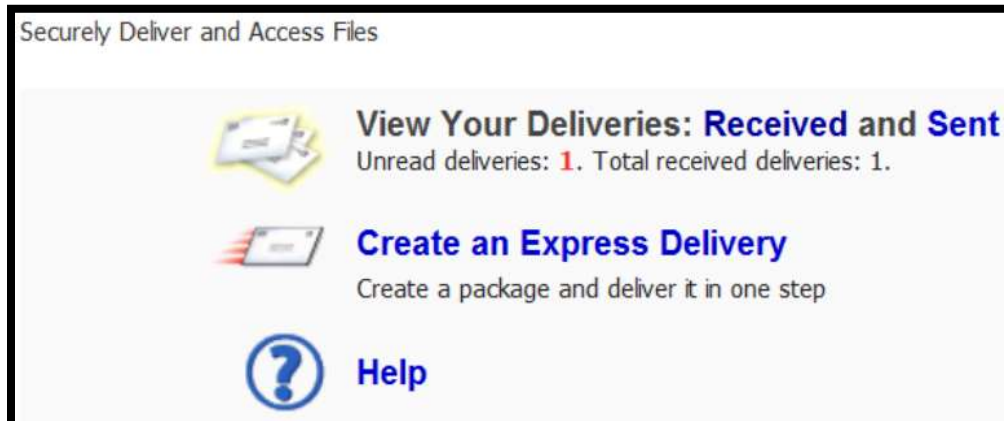 Securely Deliver and Access Files
View Your Deliveries: Received and Sent
Unread deliveries: 1. Total received deliveries: 1.
Create an Express Delivery
Create a package and deliver it in one step
Help